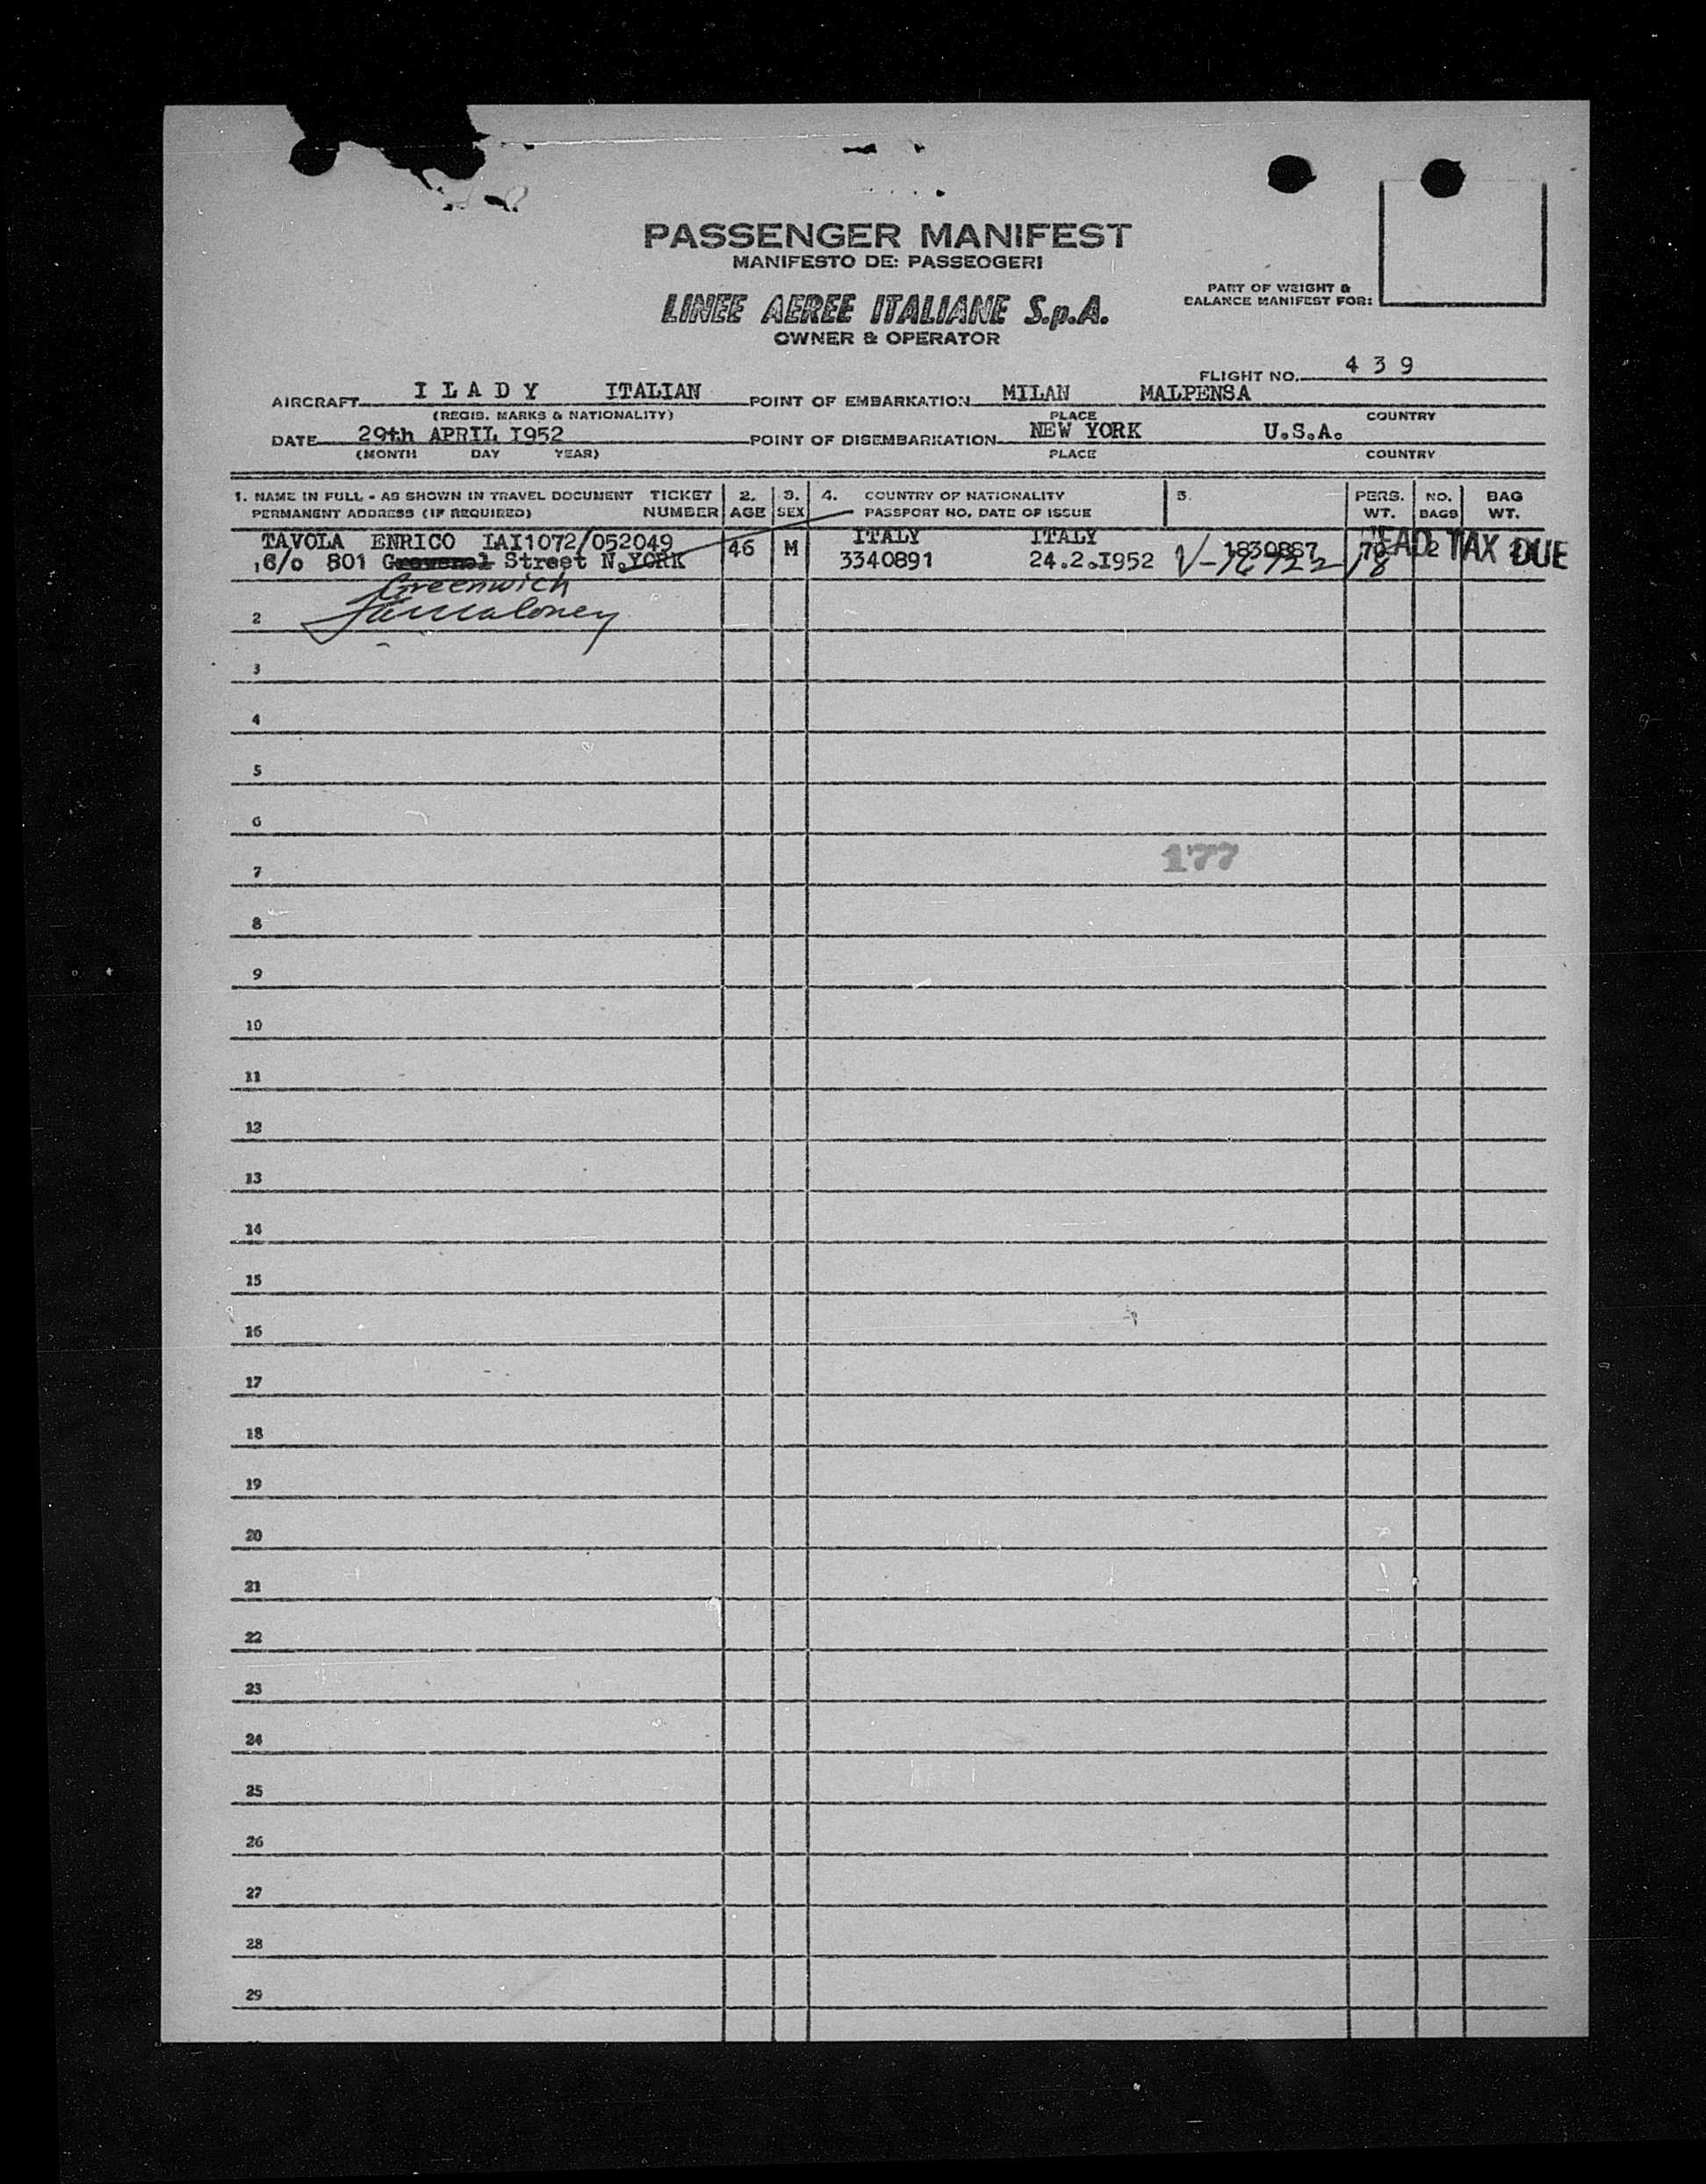 PASSENGER MANIFEST
MANIFESTO DE: PASSEOGERI
LINEE AEREE ITALIANE S.p.A.
OWNER & OPERATOR
PART OF WEIGHT &
BALANCE MANIFEST FOR:
FLIGHT NO. 4 3 9
AIRCRAFT I L A D Y ITALIAN POINT OF EMBARKATION MILAN MALPENSA
(REGIS. MARKS & NATIONALITY) PLACE COUNTRY
DATE 29th APRIL I952 POINT OF DISEMBARKATION NEW YORK U.S.A.
(MONTH DAY YEAR) PLACE COUNTRY
1. NAME IN FULL - AS SHOWN IN TRAVEL DOCUMENT TICKET 2. 3. 4. COUNTRY OF NATIONALITY 5. PERS. NO. BAG
PERMANENT ADDRESS (IF REQUIRED) NUMBER AGE SEX PASSPORT NO. DATE OF ISSUE WT. BAGS WT.
TAVOLA ENRICO IAI1072/052049 46 M ITALY ITALY 1830887 2 HEAD TAX DUE
C/o 801 Street N.YORK 3340891 24.2.I952
Greenwich
2
3
4
5
6
177
7
8
9
10
11
12
13
14
15
16
17
18
19
20
21
22
23
24
25
26
27
28
29